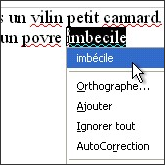 s un vilin petit cannard
un povre imbecile
imbécile
Orthographe...
Ajouter
Ignorer tout
AutoCorrection